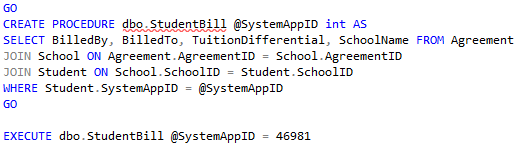 GO
CREATE PROCEDURE dbo.StudentBill @SystemAppID int AS
SELECT BilledBy, BilledTo, TuitionDifferential, SchoolName FROM Agreement
JOIN School ON Agreement.AgreementID = School.AgreementID
JOIN Student ON School.SchoolID = Student.SchoolID
WHERE Student.SystemAppID = @SystemAppID
GO
EXECUTE dbo.StudentBill @SystemAppID = 46981